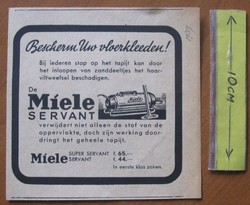 Bescherm Uw vloerkleeden!
Bij iederen stap op het tapijt kan door
het inloopen van zanddeeltjes het haar-
viltweefsel beschadigen.
De
Miele
SERVANT
verwijdert niet alleen de stof van de
oppervlakte, doch zijn werking door-
dringt het geheele tapijt.
Miele SUPER SERVANT f. 65.—
SERVANT f. 44.—
In eerste klas zaken.
10CM